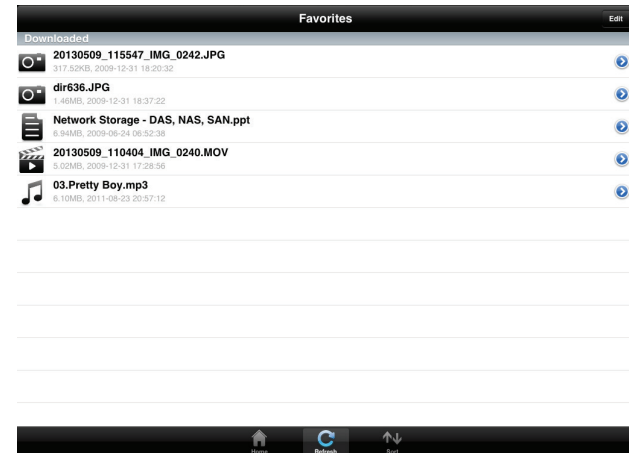 Favorites
Edit
Downloaded
20130509_115547_IMG_0242.JPG
317.52KB, 2009-12-31 18:20:32
dir636.JPG
1.46MB, 2009-12-31 18:37:22
Network Storage - DAS, NAS, SAN.ppt
6.94MB, 2009-06-24 06:52:38
20130509_110404_IMG_0240.MOV
5.02MB, 2009-12-31 17:28:56
03.Pretty Boy.mp3
6.10MB, 2011-08-23 20:57:12
Home
Refresh
Sort